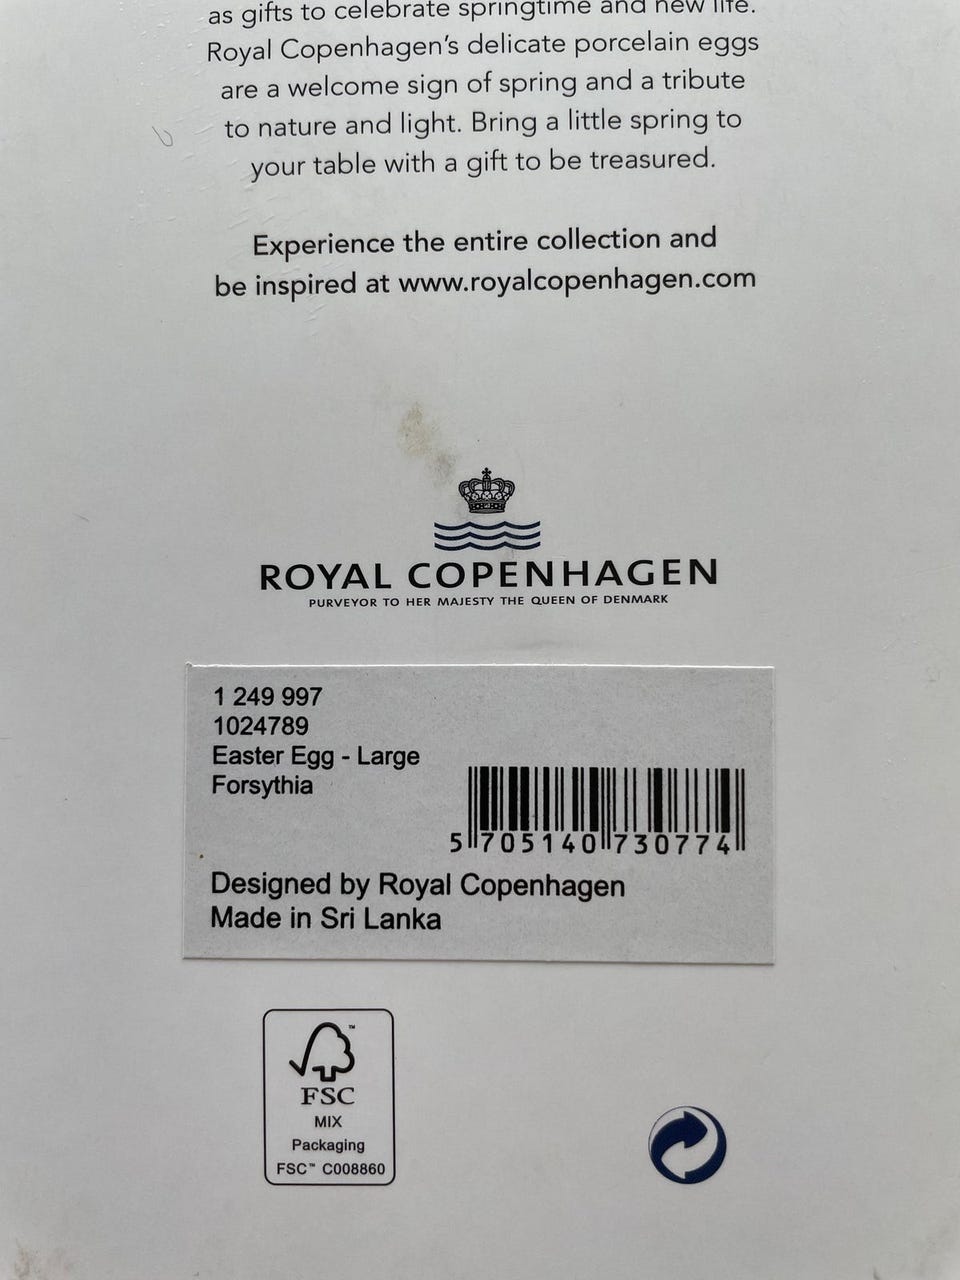 as gifts to celebrate springtime and new life.
Royal Copenhagen's delicate porcelain eggs
are a welcome sign of spring and a tribute
to nature and light. Bring a little spring to
your table with a gift to be treasured.
Experience the entire collection and
be inspired at www.royalcopenhagen.com
ROYAL COPENHAGEN
PURVEYOR TO HER MAJESTY THE QUEEN OF DENMARK
1 249 997
1024789
Easter Egg - Large
Forsythia
5 705140 730774
Designed by Royal Copenhagen
Made in Sri Lanka
™
FSC
MIX
Packaging
FSC™ C008860